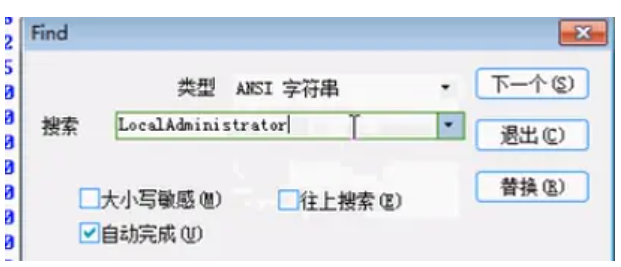 Find
类型 ANSI 字符串
下一个(S)
搜索 LocalAdministrator
退出(C)
替换(R)
大小写敏感(M) 往上搜索(E)
自动完成(U)